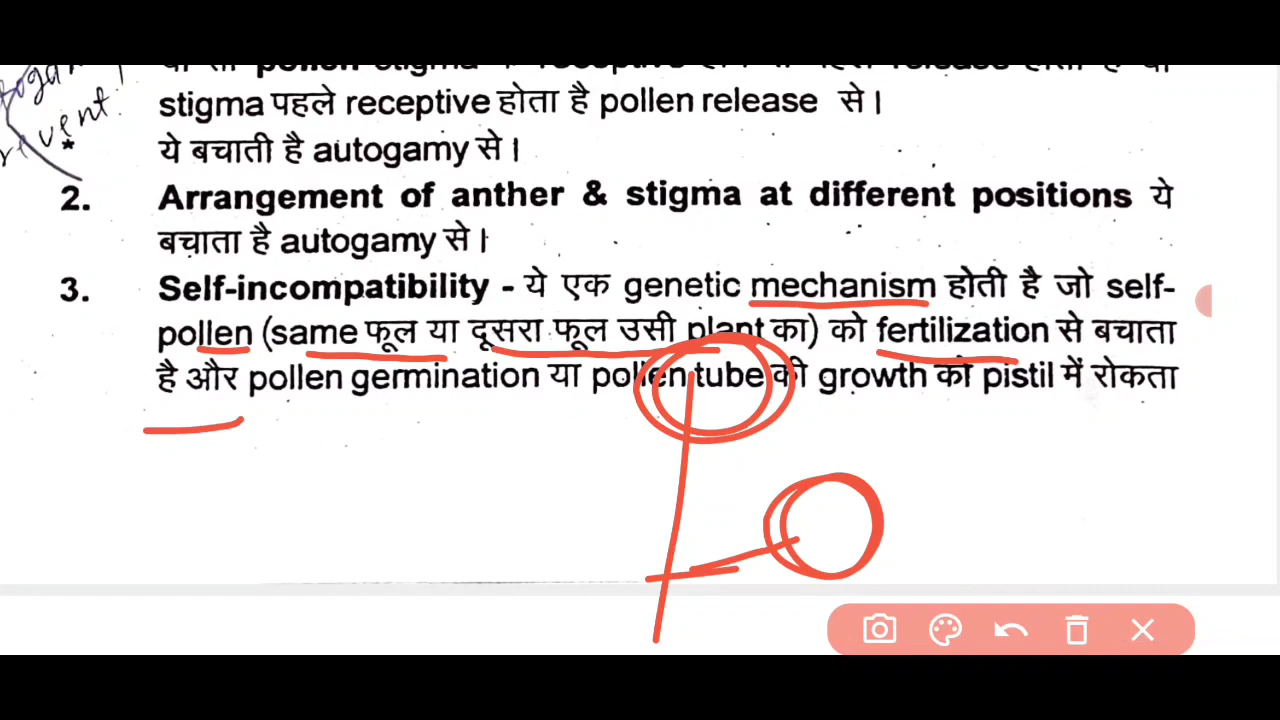 stigma पहले receptive होता है pollen release से।
* ये बचाती है autogamy से।
2. Arrangement of anther & stigma at different positions ये
बचाता है autogamy से।
3. Self-incompatibility - ये एक genetic mechanism होती है जो self-
pollen (same फूल या दूसरा फूल उसी plant का) को fertilization से बचाता
है और pollen germination या pollen tube की growth को pistil में रोकता